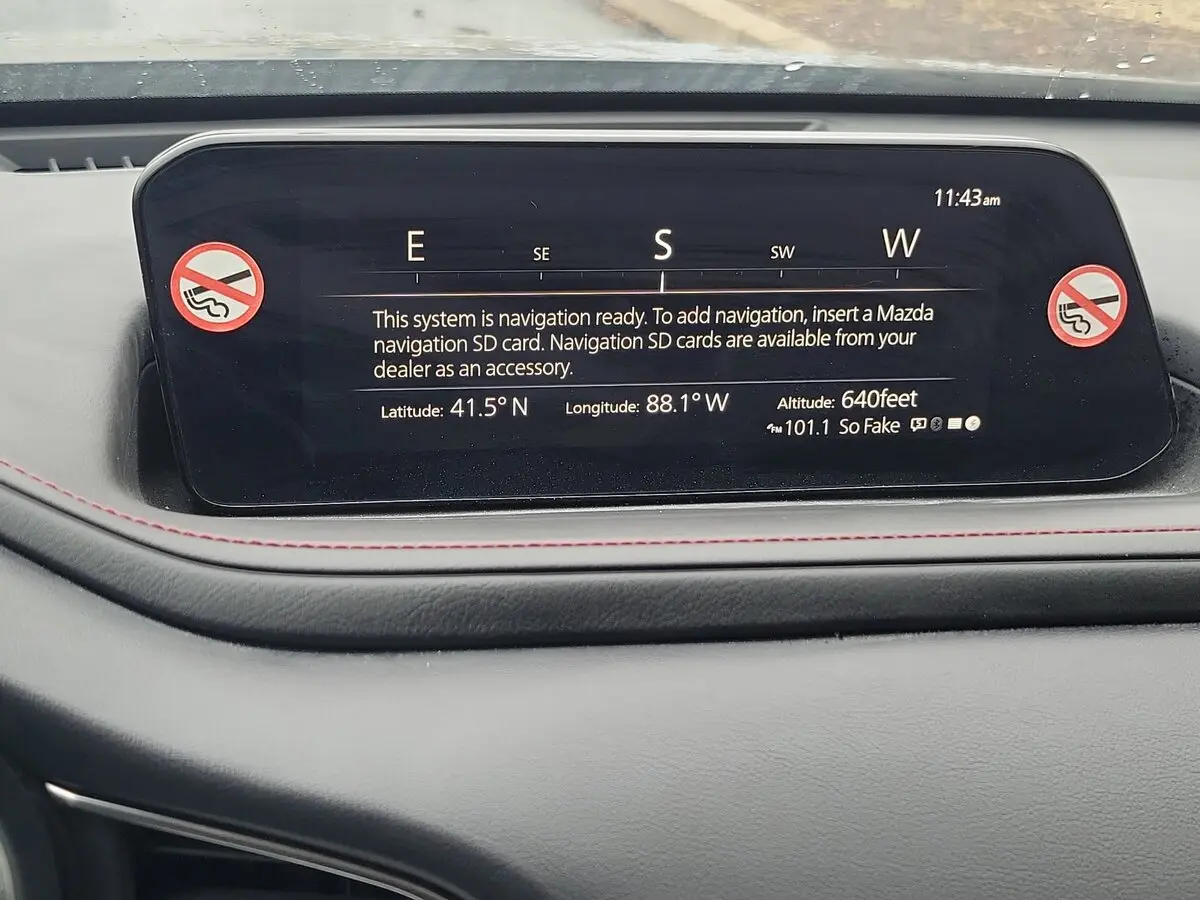 11:43am
E SE S SW W
This system is navigation ready. To add navigation, insert a Mazda
navigation SD card. Navigation SD cards are available from your
dealer as an accessory.
Latitude: 41.5° N Longitude: 88.1° W Altitude: 640feet
FM 101.1 So Fake